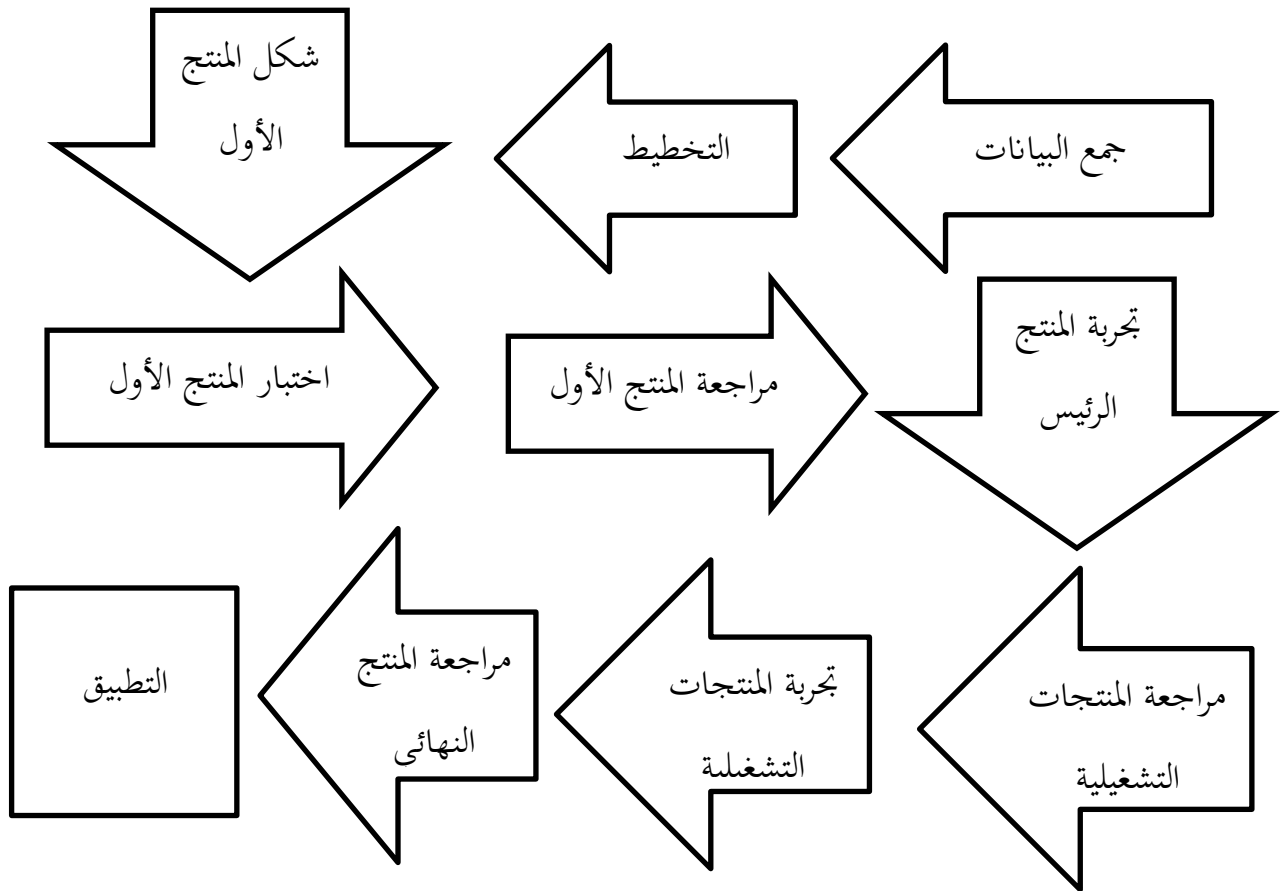 جمع البيانات
التخطيط
شكل المنتج
الأول
اختبار المنتج الأول
مراجعة المنتج الأول
تجربة المنتج
الرئيس
مراجعة المنتجات
التشغيلية
تجربة المنتجات
التشغيلية
مراجعة المنتج
النهائى
التطبيق